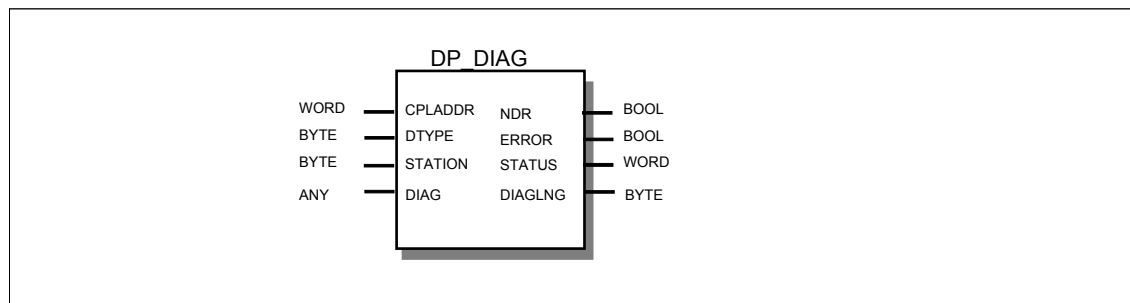 DP_DIAG
WORD CPLADDR NDR BOOL
BYTE DTYPE ERROR BOOL
BYTE STATION STATUS WORD
ANY DIAG DIAGLNG BYTE